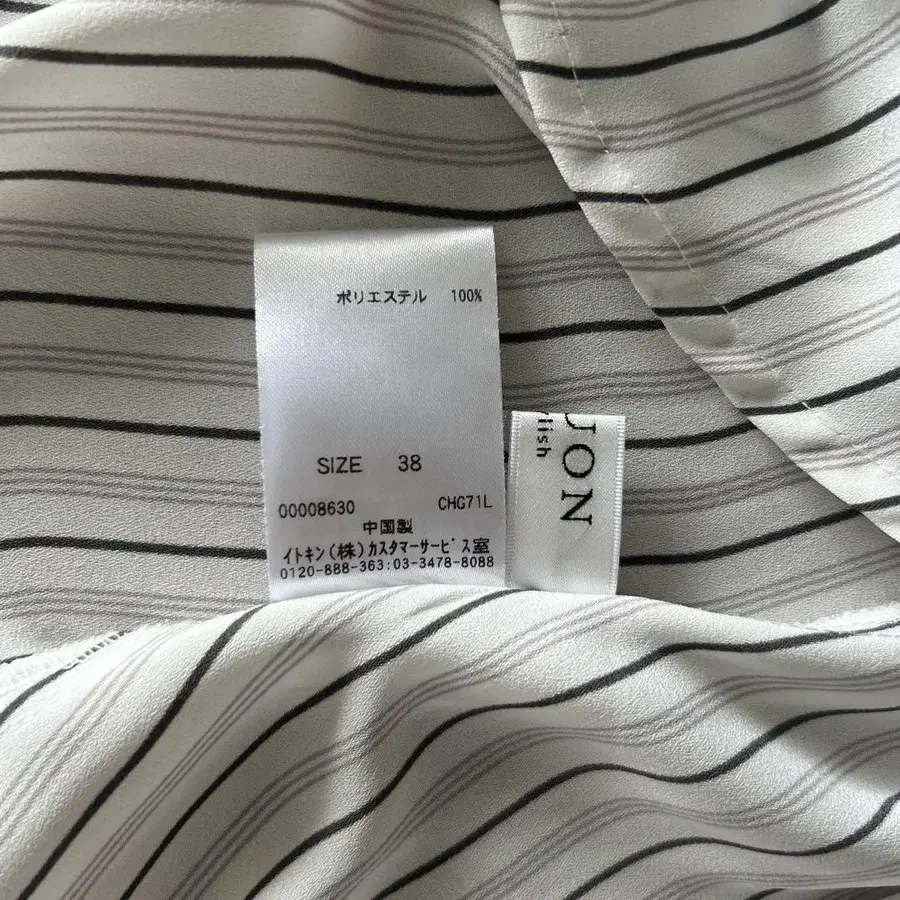 ポリエステル 100%
SIZE 38
00008630 CHG71L
中国製
イトキン(株)カスタマーサービス室
0120-888-363:03-3478-8088
JON